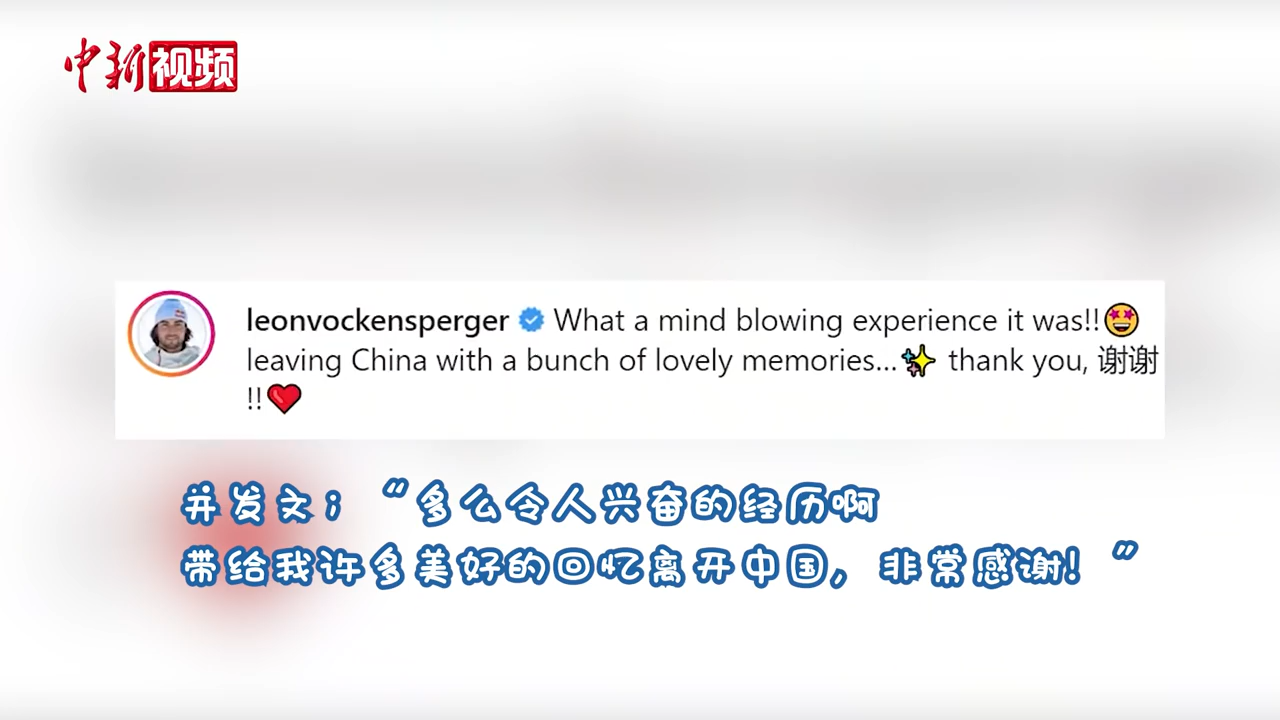 中新视频
leonvockensperger What a mind blowing experience it was!!🤩
leaving China with a bunch of lovely memories...✨ thank you, 谢谢
!!❤️
并发文；“多么令人兴奋的经历啊
带给我许多美好的回忆离开中国，非常感谢！”